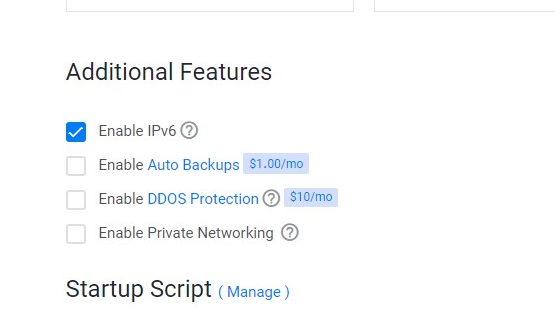 Additional Features
Enable IPv6 ?
Enable Auto Backups $1.00/mo
Enable DDOS Protection ? $10/mo
Enable Private Networking ?
Startup Script ( Manage )